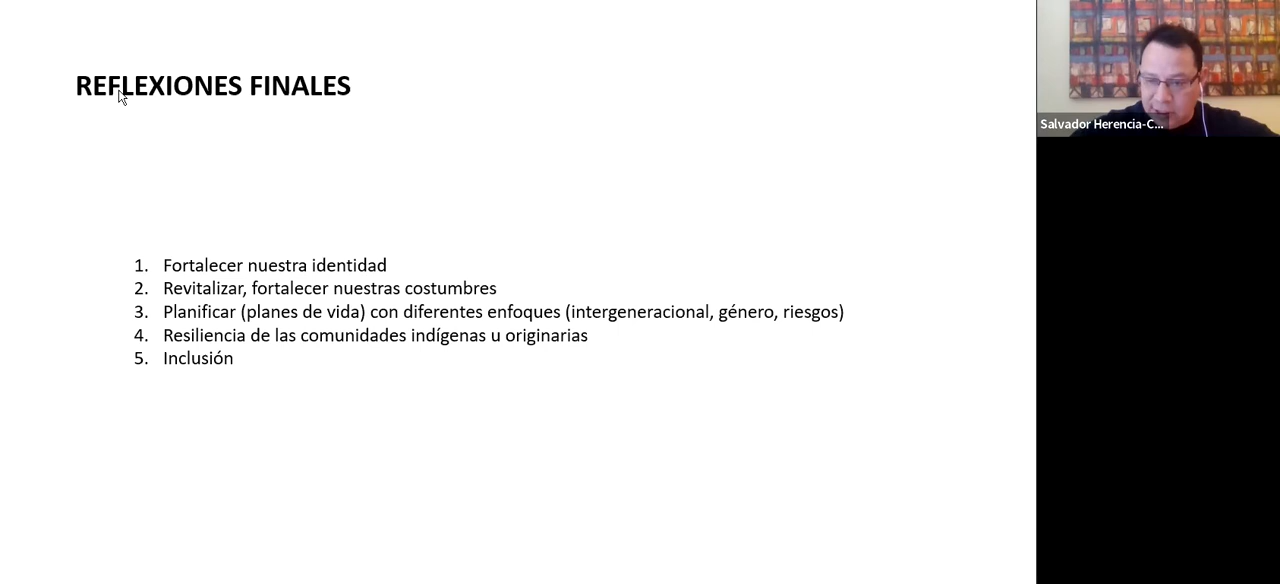 REFLEXIONES FINALES
1. Fortalecer nuestra identidad
2. Revitalizar, fortalecer nuestras costumbres
3. Planificar (planes de vida) con diferentes enfoques (intergeneracional, género, riesgos)
4. Resiliencia de las comunidades indígenas u originarias
5. Inclusión
Salvador Herencia-C...